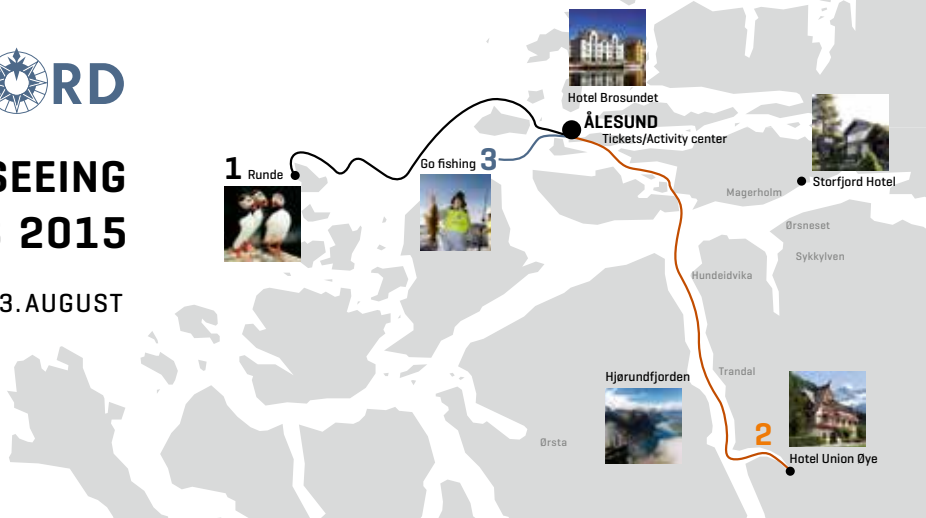 RD
SEEING
2015
3. AUGUST
Hotel Brosundet
ÅLESUND
Tickets/Activity center
1 Runde
Go fishing 3
Storfjord Hotel
Magerholm
Ørsneset
Sykkylven
Hundeidvika
Trandal
Hjørundfjorden
2
Ørsta
Hotel Union Øye